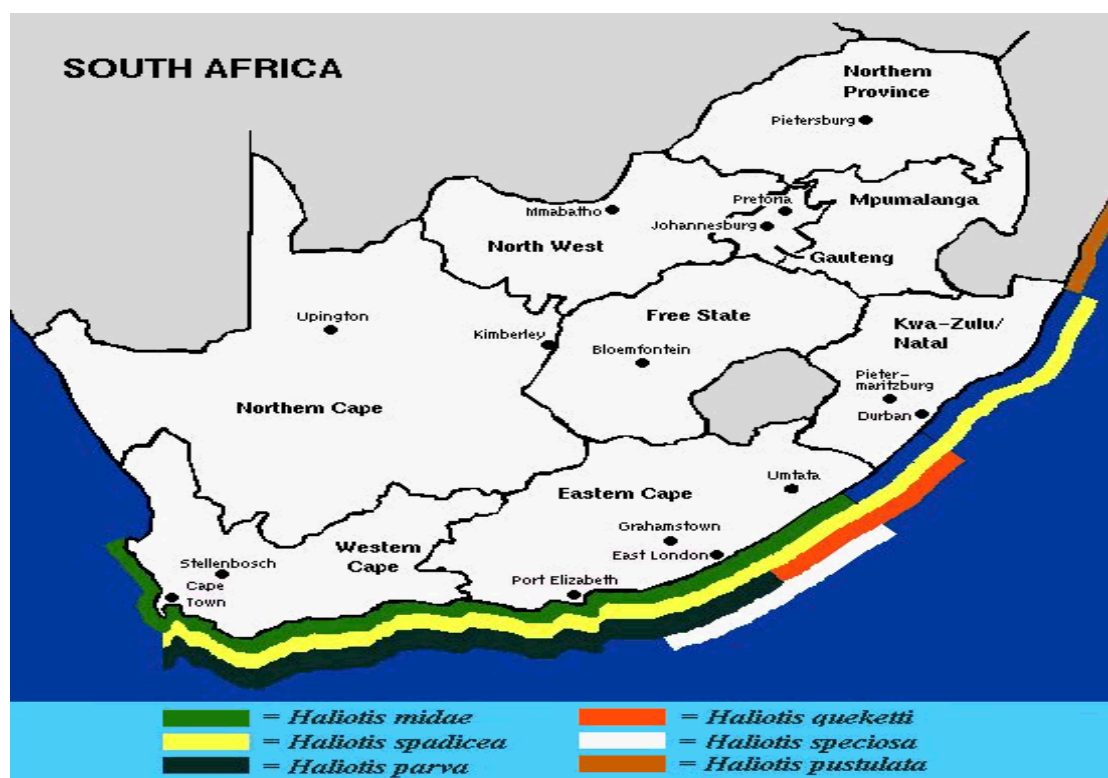 SOUTH AFRICA
Northern
Province
Pietersburg
Pretoria
Mpumalanga
Mmabatho
Johannesburg
North West
Gauteng
Upington
Free State
Kwa-Zulu/
Natal
Kimberley
Bloemfontein
Pieter-
maritzburg
Northern Cape
Durban
Umtata
Eastern Cape
Grahamstown
Western
Cape
East London
Stellenbosch
Port Elizabeth
Cape
Town
= Haliotis midae
= Haliotis queketti
= Haliotis spadicea
= Haliotis speciosa
= Haliotis parva
= Haliotis pustulata